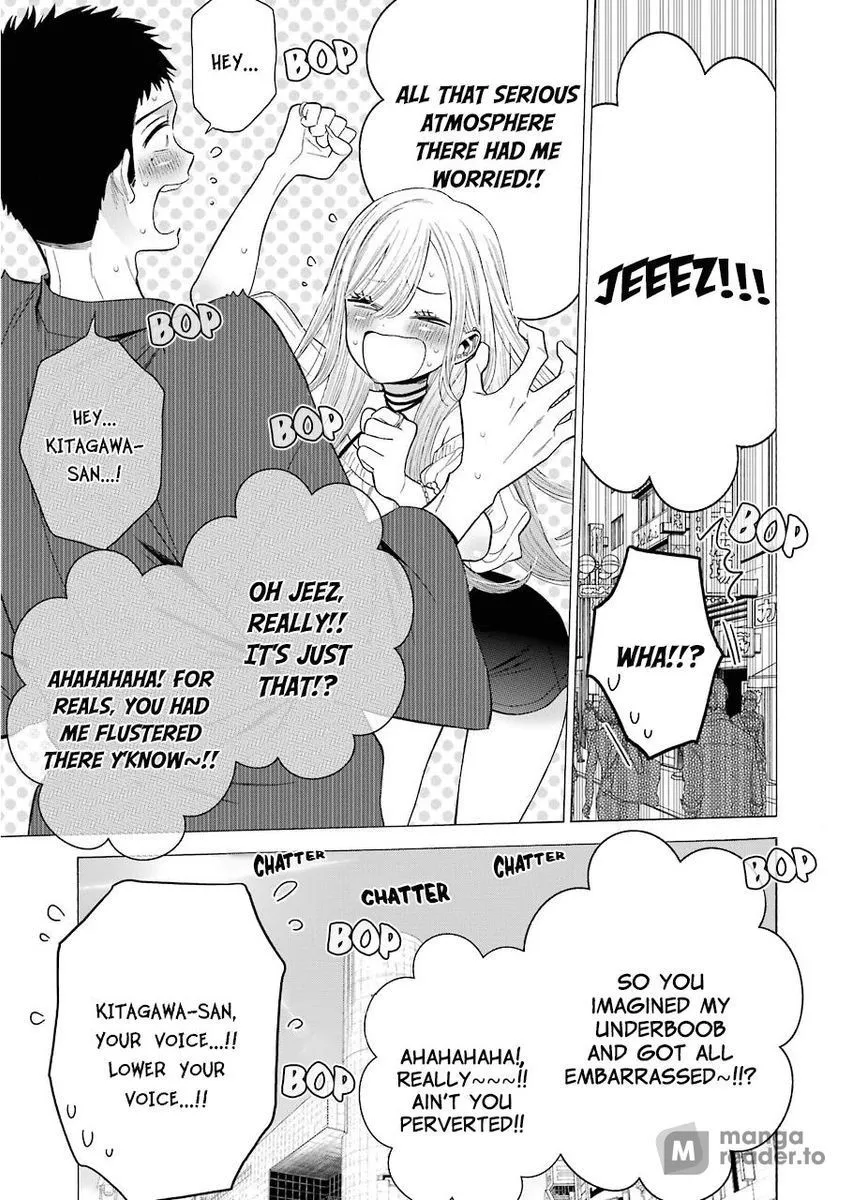 JEEEZ!!!
BOP
WHA!!?
ALL THAT SERIOUS
ATMOSPHERE
THERE HAD ME
WORRIED!!
BOP
HEY...
BOP
BOP
HEY...
KITAGAWA-
SAN...!
OH JEEZ,
REALLY!!
IT'S JUST
THAT!?
AHAHAHAHA! FOR
REALS, YOU HAD
ME FLUSTERED
THERE Y'KNOW~!!
BOP
SO YOU
IMAGINED MY
UNDERBOOB
AND GOT ALL
EMBARRASSED~!!?
CHATTER
CHATTER
CHATTER
BOP
AHAHAHAHA!,
REALLY~~~!!
AIN'T YOU
PERVERTED!!
BOP
KITAGAWA-SAN,
YOUR VOICE...!!
LOWER YOUR
VOICE...!!
M manga
reader.to